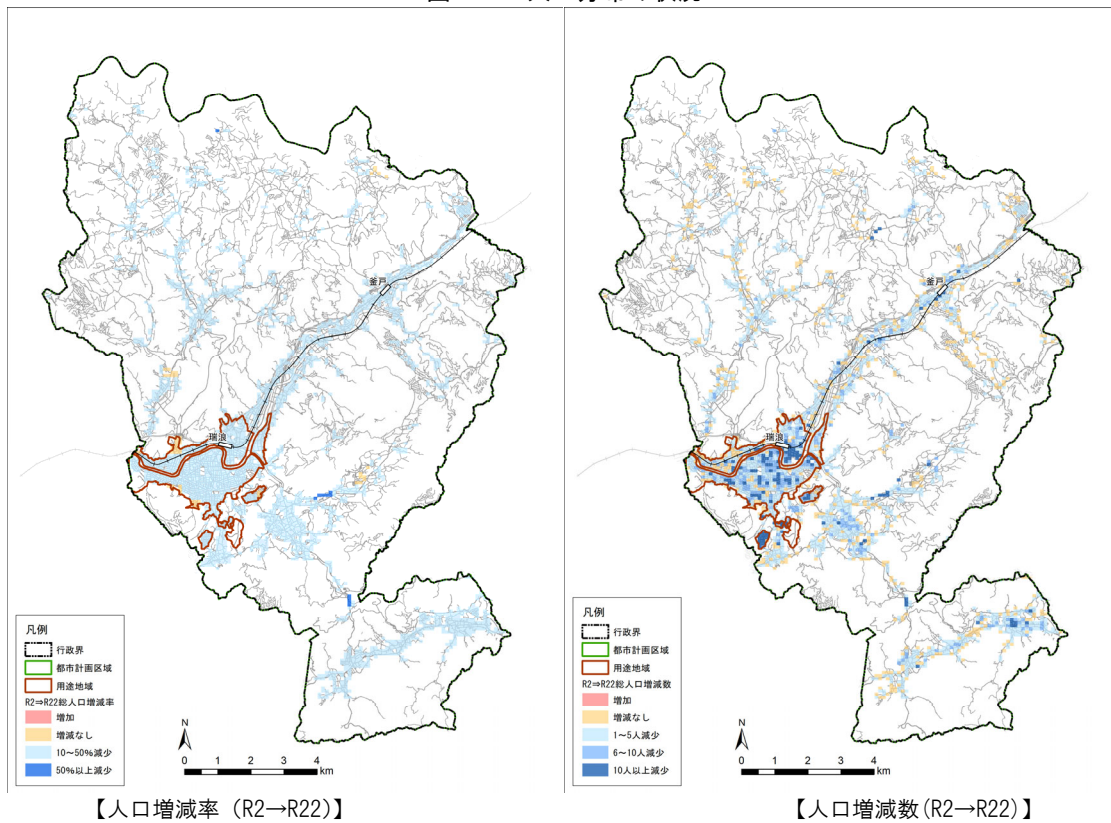 釜戸
瑞浪
凡例
行政界
都市計画区域
用途地域
R2⇒R22総人口増減率
増加
増減なし
10～50%減少
50%以上減少
N
0 1 2 3 4
km
【人口増減率（R2→R22)】
釜戸
瑞浪
凡例
行政界
都市計画区域
用途地域
R2⇒R22総人口増減数
増加
増減なし
1～5人減少
6～10人減少
10人以上減少
N
0 1 2 3 4
km
【人口増減数(R2→R22)】